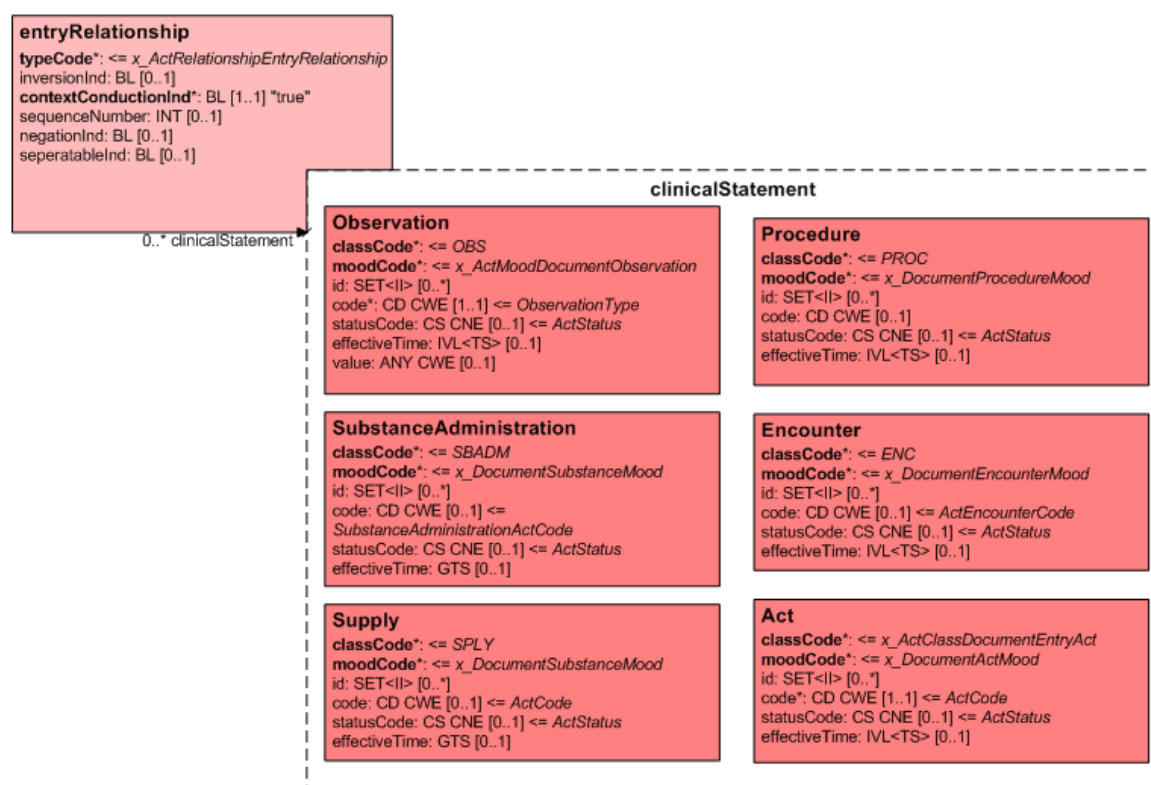 entryRelationship
typeCode*: <= x_ActRelationshipEntryRelationship
inversionInd: BL [0..1]
contextConductionInd*: BL [1..1] "true"
sequenceNumber: INT [0..1]
negationInd: BL [0..1]
seperatableInd: BL [0..1]
0..* clinicalStatement
clinicalStatement
Observation
classCode*: <= OBS
moodCode*: <= x_ActMoodDocumentObservation
id: SET<II> [0..*]
code*: CD CWE [1..1] <= ObservationType
statusCode: CS CNE [0..1] <= ActStatus
effectiveTime: IVL<TS> [0..1]
value: ANY CWE [0..1]
Procedure
classCode*: <= PROC
moodCode*: <= x_DocumentProcedureMood
id: SET<II> [0..*]
code: CD CWE [0..1]
statusCode: CS CNE [0..1] <= ActStatus
effectiveTime: IVL<TS> [0..1]
SubstanceAdministration
classCode*: <= SBADM
moodCode*: <= x_DocumentSubstanceMood
id: SET<II> [0..*]
code: CD CWE [0..1] <=
SubstanceAdministrationActCode
statusCode: CS CNE [0..1] <= ActStatus
effectiveTime: GTS [0..1]
Encounter
classCode*: <= ENC
moodCode*: <= x_DocumentEncounterMood
id: SET<II> [0..*]
code: CD CWE [0..1] <= ActEncounterCode
statusCode: CS CNE [0..1] <= ActStatus
effectiveTime: IVL<TS> [0..1]
Supply
classCode*: <= SPLY
moodCode*: <= x_DocumentSubstanceMood
id: SET<II> [0..*]
code: CD CWE [0..1] <= ActCode
statusCode: CS CNE [0..1] <= ActStatus
effectiveTime: GTS [0..1]
Act
classCode*: <= x_ActClassDocumentEntryAct
moodCode*: <= x_DocumentActMood
id: SET<II> [0..*]
code*: CD CWE [1..1] <= ActCode
statusCode: CS CNE [0..1] <= ActStatus
effectiveTime: IVL<TS> [0..1]